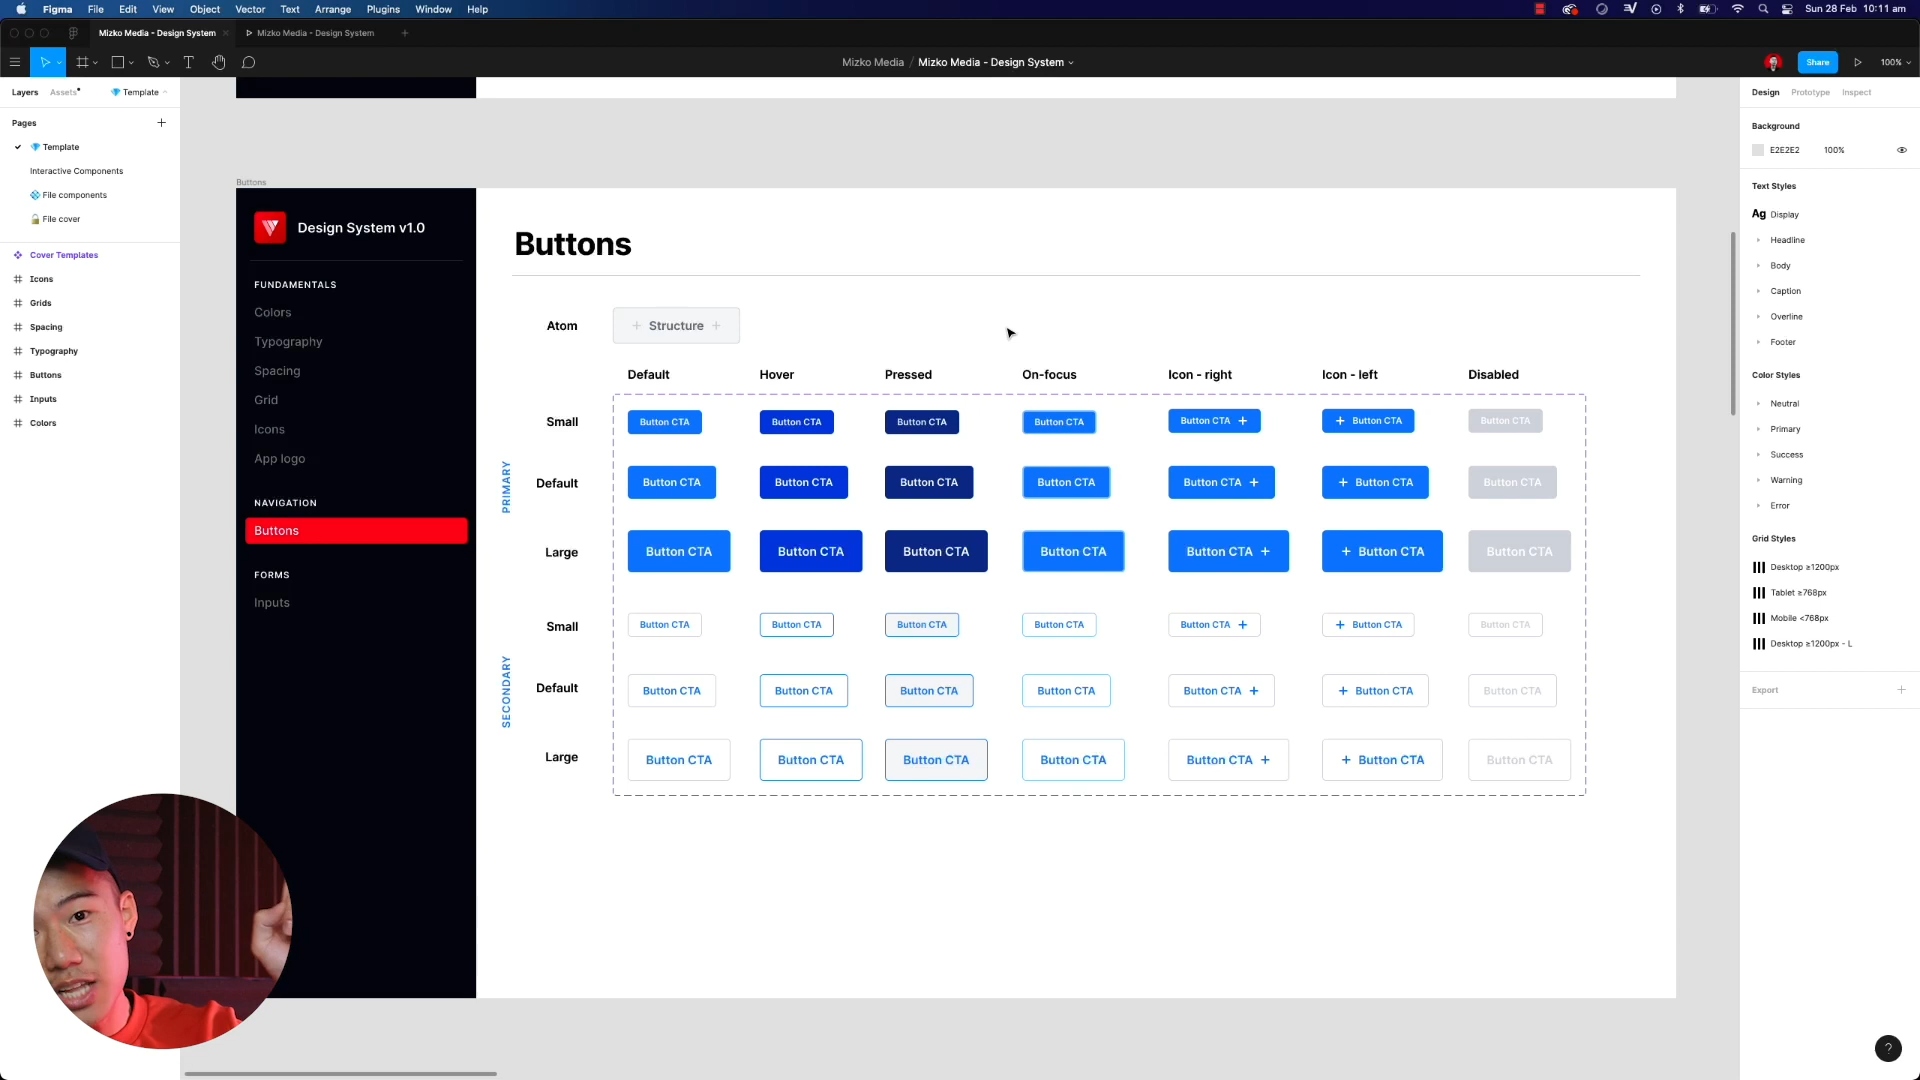 Figma File Edit View Object Vector Text Arrange Plugins Window Help
Sun 28 Feb 10:11 am
Mizko Media - Design System
Mizko Media - Design System
Mizko Media / Mizko Media - Design System
Share
100%
Layers
Assets
Template
Pages
Template
Interactive Components
File components
File cover
Cover Templates
Icons
Grids
Spacing
Typography
Buttons
Inputs
Colors
Buttons
Design System v1.0
FUNDAMENTALS
Colors
Typography
Spacing
Grid
Icons
App logo
NAVIGATION
Buttons
FORMS
Inputs
Buttons
Atom
+ Structure +
Default Hover Pressed On-focus Icon - right Icon - left Disabled
PRIMARY
Small
Button CTA Button CTA Button CTA Button CTA Button CTA + + Button CTA Button CTA
Default
Button CTA Button CTA Button CTA Button CTA Button CTA + + Button CTA Button CTA
Large
Button CTA Button CTA Button CTA Button CTA Button CTA + + Button CTA Button CTA
SECONDARY
Small
Button CTA Button CTA Button CTA Button CTA Button CTA + + Button CTA Button CTA
Default
Button CTA Button CTA Button CTA Button CTA Button CTA + + Button CTA Button CTA
Large
Button CTA Button CTA Button CTA Button CTA Button CTA + + Button CTA Button CTA
Design Prototype Inspect
Background
E2E2E2 100%
Text Styles
Ag Display
Headline
Body
Caption
Overline
Footer
Color Styles
Neutral
Primary
Success
Warning
Error
Grid Styles
Desktop ≥1200px
Tablet ≥768px
Mobile <768px
Desktop ≥1200px - L
Export
?